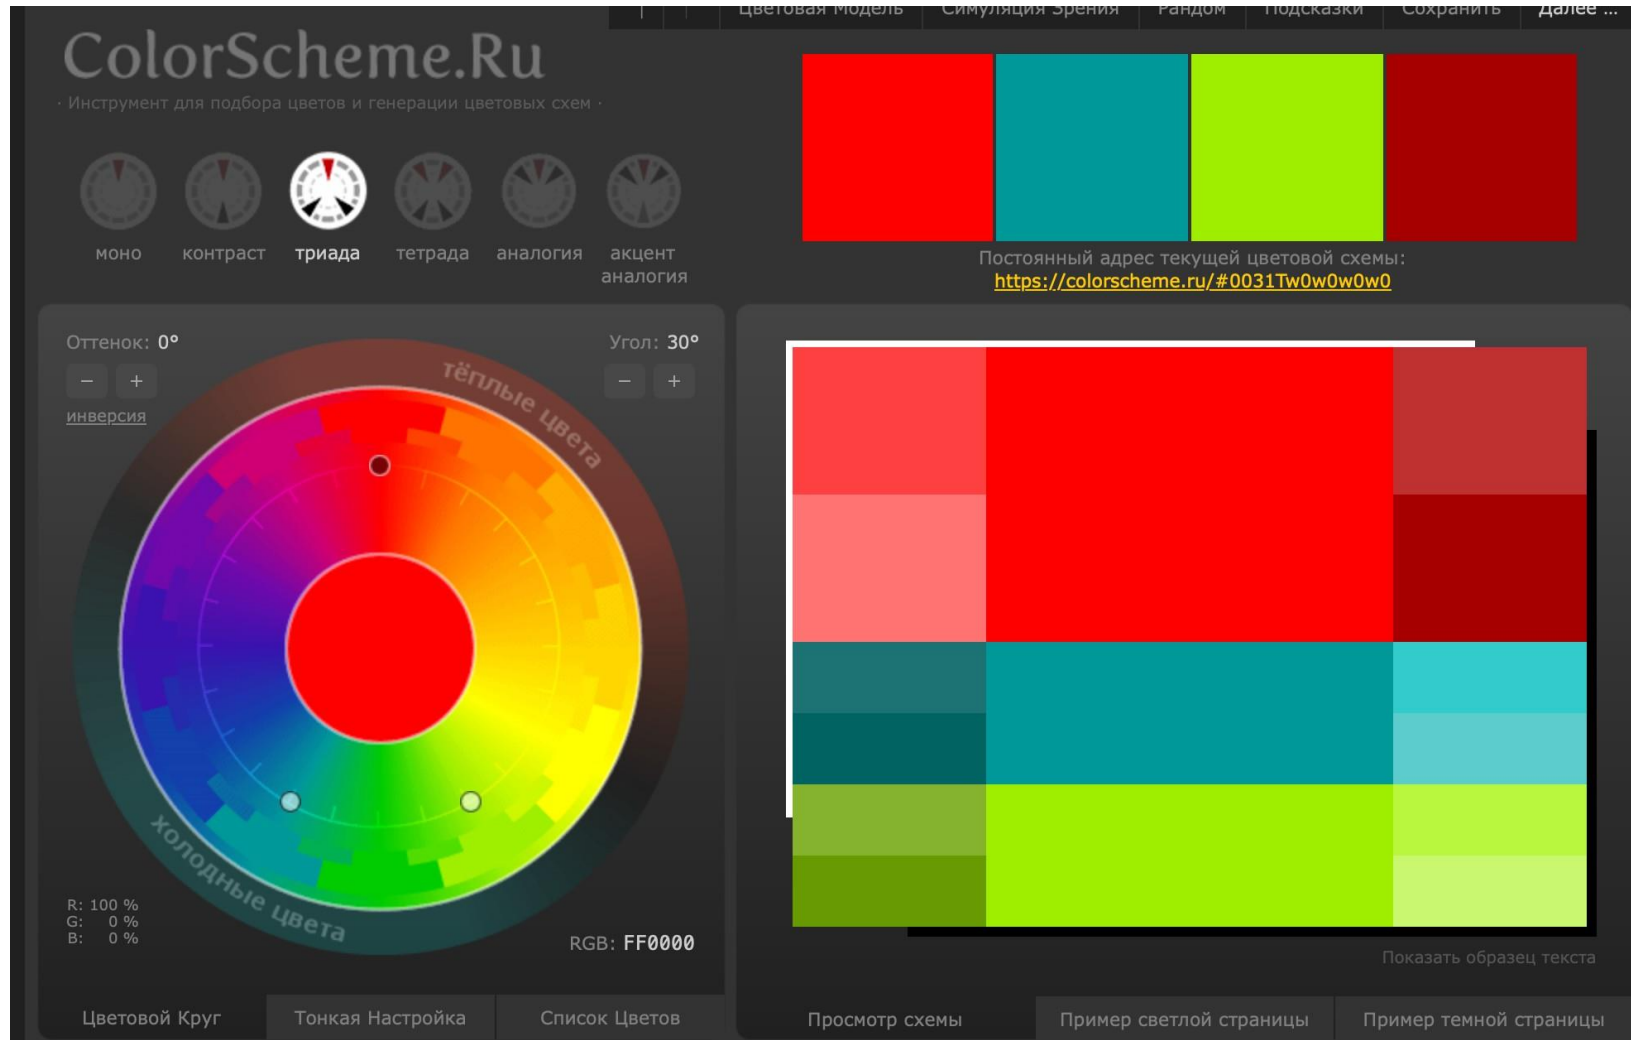 Цветовая Модель Симуляция Зрения Рандом Подсказки Сохранить Далее ...
ColorScheme.Ru
· Инструмент для подбора цветов и генерации цветовых схем ·
моно контраст триада тетрада аналогия акцент аналогия
Постоянный адрес текущей цветовой схемы:
https://colorscheme.ru/#0031Tw0w0w0w0
Оттенок: 0° Угол: 30°
− + − +
инверсия
тёплые цвета
холодные цвета
R: 100 %
G: 0 %
B: 0 %
RGB: FF0000
Показать образец текста
Цветовой Круг Тонкая Настройка Список Цветов
Просмотр схемы Пример светлой страницы Пример темной страницы